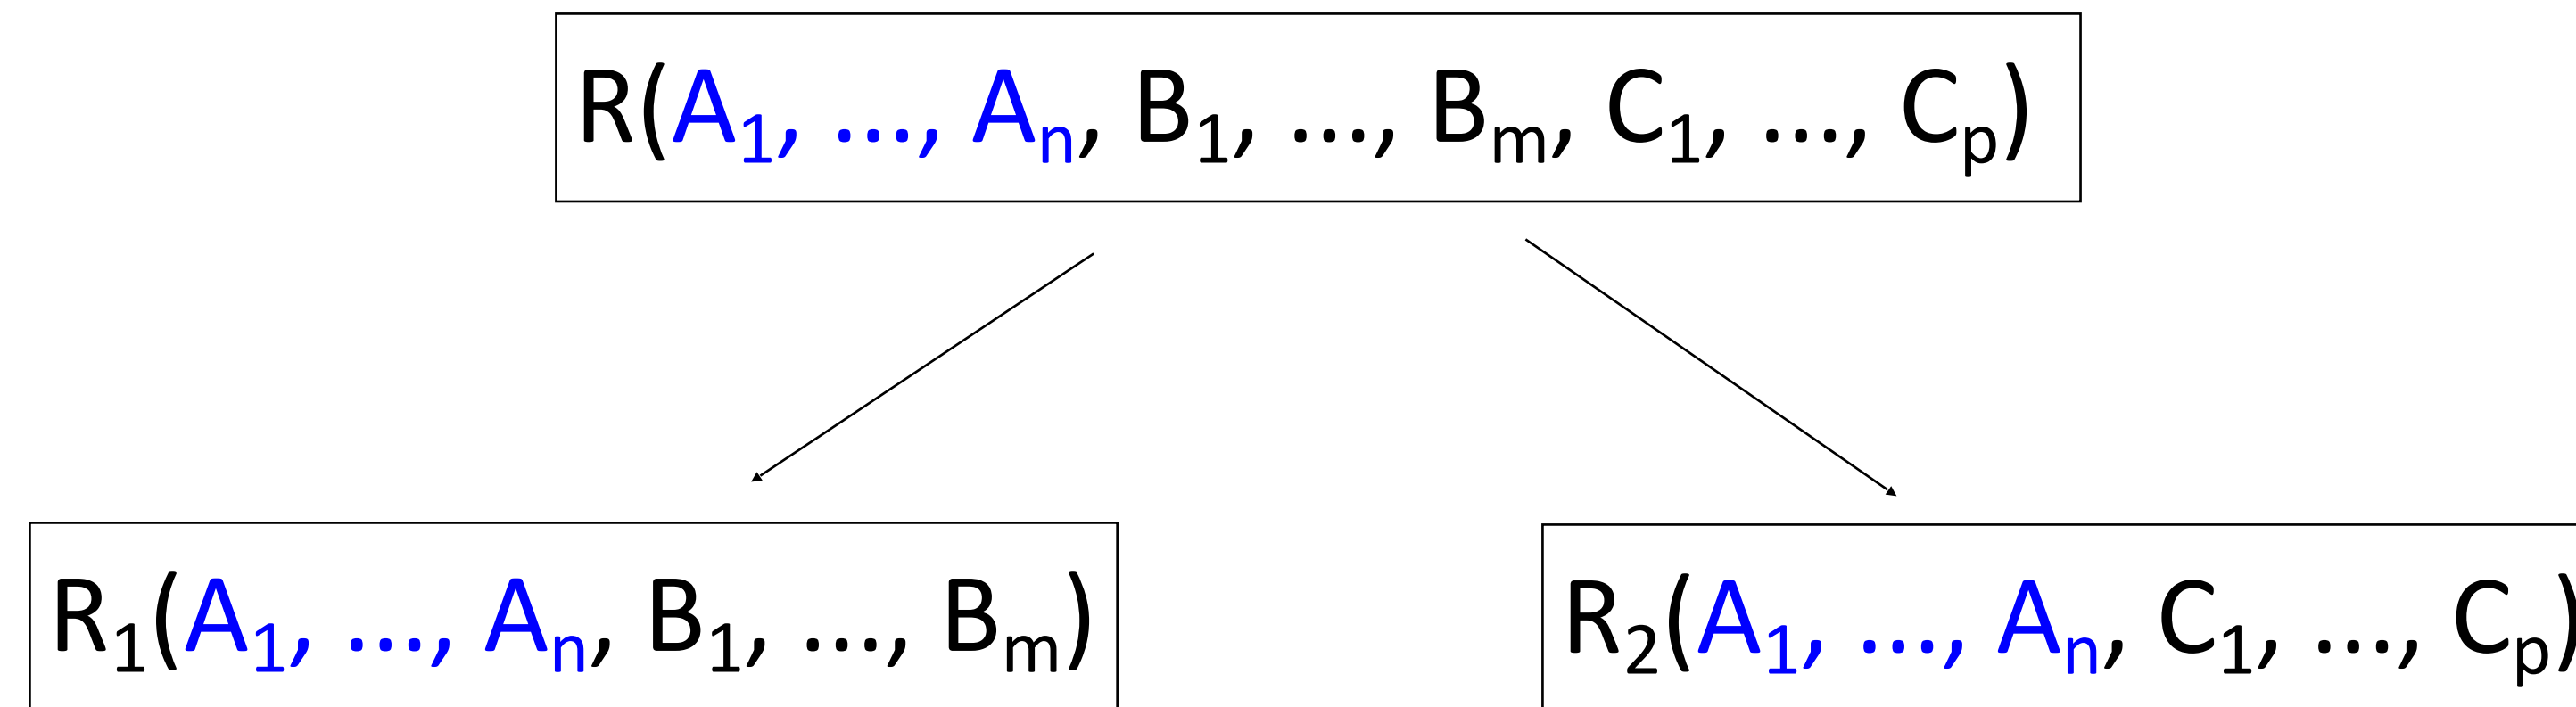 R(A₁, ..., Aₙ, B₁, ..., Bₘ, C₁, ..., Cₚ)
R₁(A₁, ..., Aₙ, B₁, ..., Bₘ)
R₂(A₁, ..., Aₙ, C₁, ..., Cₚ)